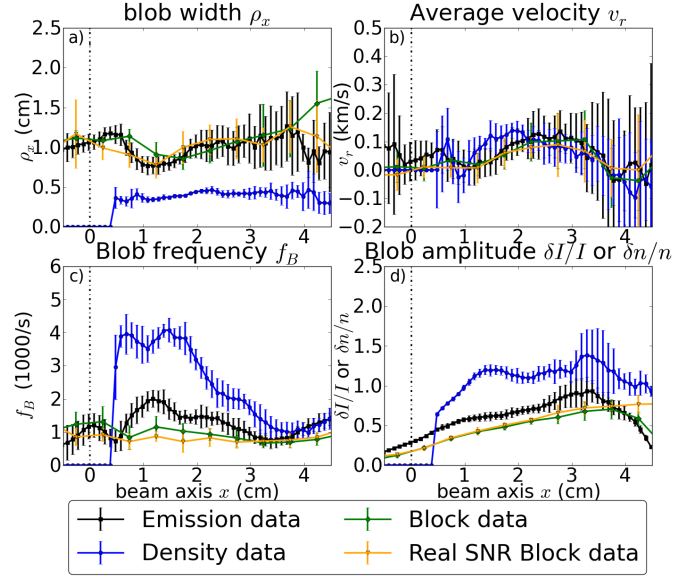 blob width ρₓ
Average velocity vᵣ
a)
b)
ρₓ (cm)
2.5
2.0
1.5
1.0
0.5
0.0
0 1 2 3 4
vᵣ (km/s)
0.5
0.4
0.3
0.2
0.1
0.0
−0.1
−0.2
0 1 2 3 4
Blob frequency f_B
Blob amplitude δI/I or δn/n
c)
d)
f_B (1000/s)
6
5
4
3
2
1
0
0 1 2 3 4
beam axis x (cm)
δI/I or δn/n
2.5
2.0
1.5
1.0
0.5
0.0
0 1 2 3 4
beam axis x (cm)
Emission data
Density data
Block data
Real SNR Block data